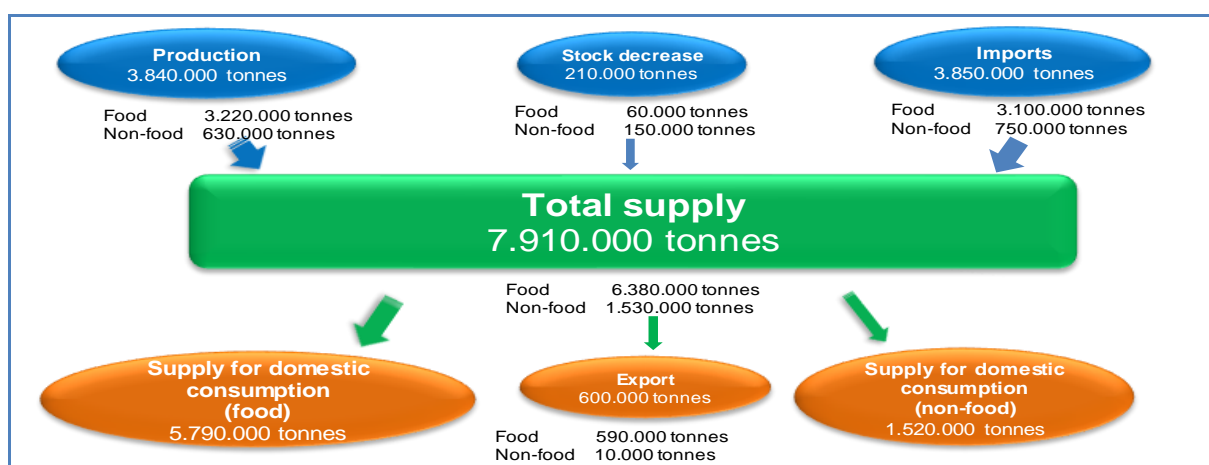 Production
3.840.000 tonnes
Food 3.220.000 tonnes
Non-food 630.000 tonnes
Stock decrease
210.000 tonnes
Food 60.000 tonnes
Non-food 150.000 tonnes
Imports
3.850.000 tonnes
Food 3.100.000 tonnes
Non-food 750.000 tonnes
Total supply
7.910.000 tonnes
Food 6.380.000 tonnes
Non-food 1.530.000 tonnes
Supply for domestic
consumption
(food)
5.790.000 tonnes
Export
600.000 tonnes
Food 590.000 tonnes
Non-food 10.000 tonnes
Supply for domestic
consumption
(non-food)
1.520.000 tonnes